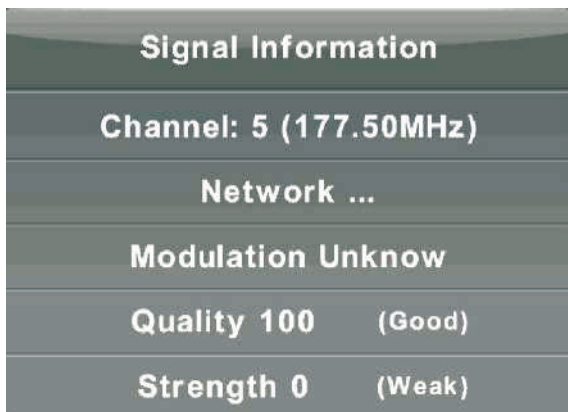 Signal Information
Channel: 5 (177.50MHz)
Network ...
Modulation Unknow
Quality 100 (Good)
Strength 0 (Weak)